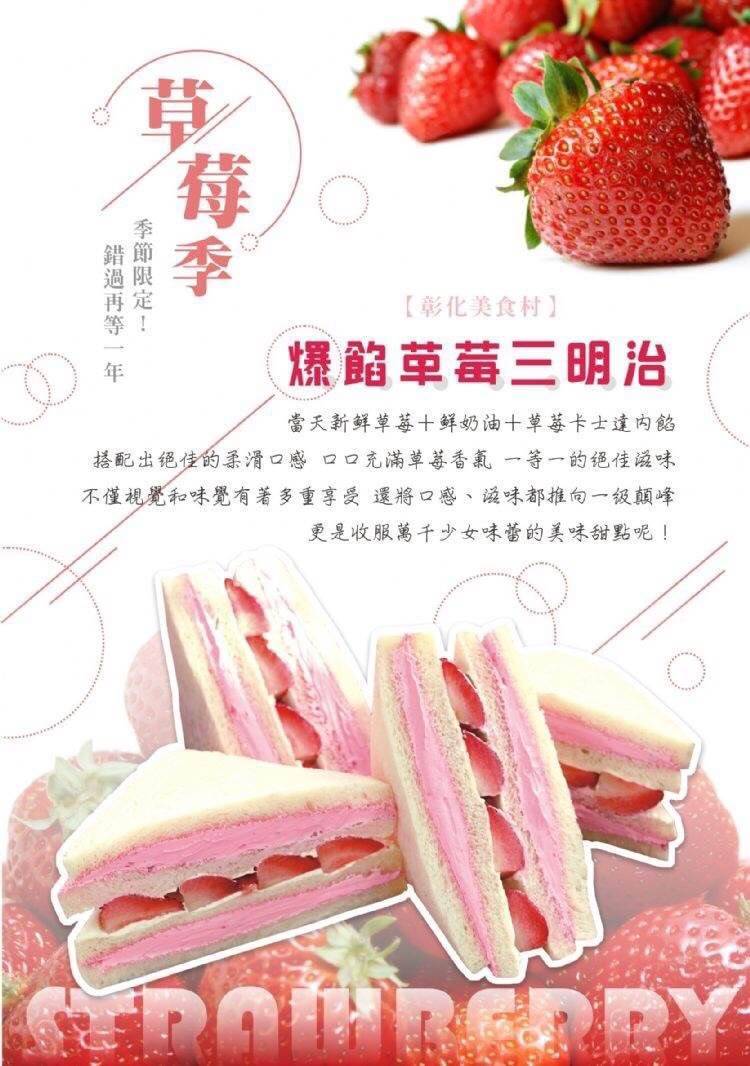 草莓季
季節限定！
錯過再等一年
【彰化美食村】
爆餡草莓三明治
當天新鮮草莓＋鮮奶油＋草莓卡士達內餡
搭配出絕佳的柔滑口感 口口充滿草莓香氣 一等一的絕佳滋味
不僅視覺和味覺有著多重享受 還將口感、滋味都推向一級顛峰
更是收服萬千少女味蕾的美味甜點呢！
STRAWBERRY